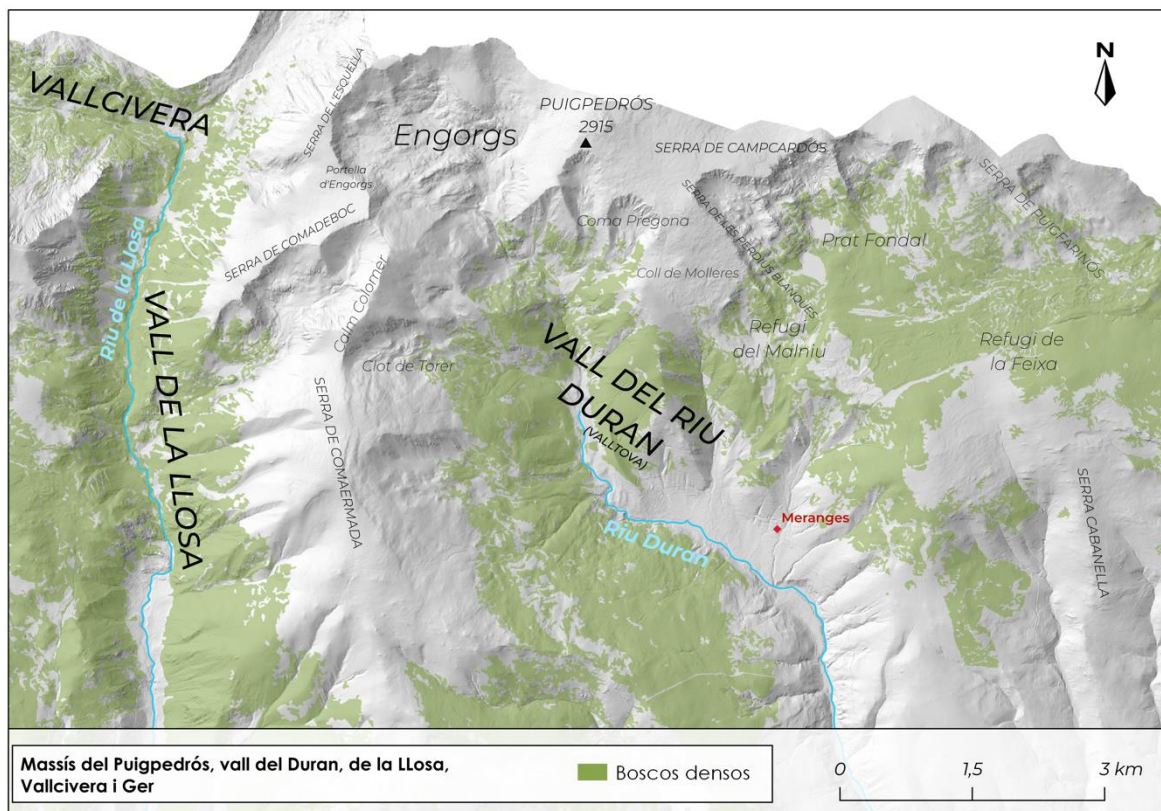 N
VALLCIVERA
SERRA DE L'ESQUELLA
Engorgs
PUIGPEDRÓS
2915
SERRA DE CAMPCARDÓS
Portella
d'Engorgs
SERRA DE PUIGFARINÓS
SERRA DE LES PERDIUS BLANQUES
Coma Pregona
Prat Fondal
SERRA DE COMADEBOC
Riu de la Llosa
Coll de Molleres
Calm Colomer
VALL DE LA LLOSA
Refugi
del Malniu
Refugi de
la Feixa
Clot de Torer
VALL DEL RIU
DURAN
(VALLTOVA)
SERRA DE COMAERMADA
SERRA CABANELLA
Meranges
Riu Duran
Massís del Puigpedrós, vall del Duran, de la LLosa,
Vallcivera i Ger
Boscos densos
0 1,5 3 km